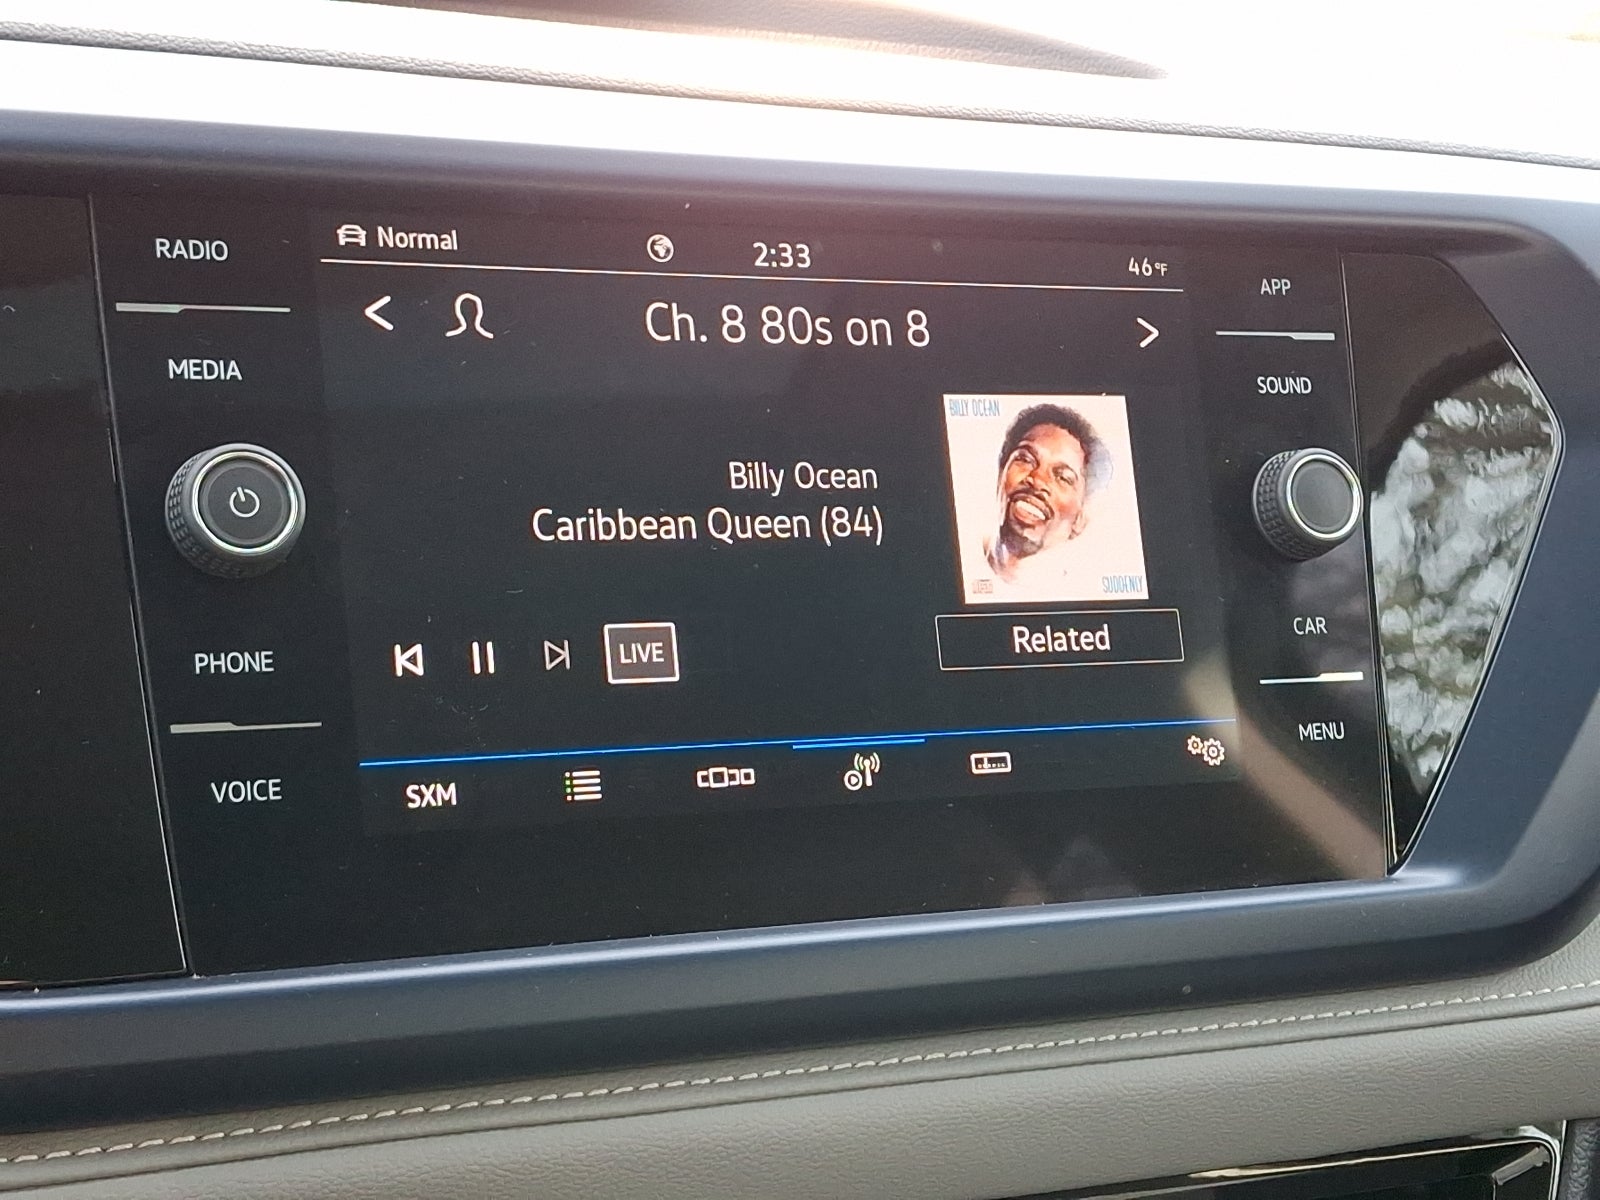 RADIO
MEDIA
PHONE
VOICE
Normal
2:33
46°F
Ch. 8 80s on 8
Billy Ocean
Caribbean Queen (84)
BILLY OCEAN
SUDDENLY
LIVE
Related
SXM
APP
SOUND
CAR
MENU